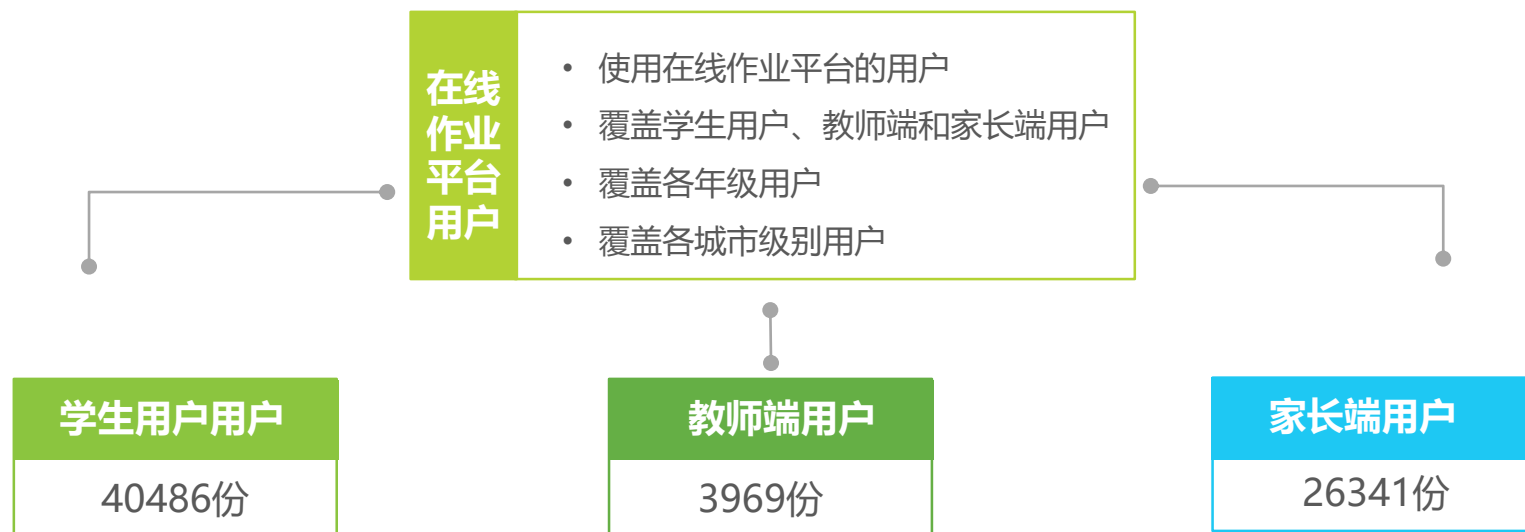 在线
作业
平台
用户
• 使用在线作业平台的用户
• 覆盖学生用户、教师端和家长端用户
• 覆盖各年级用户
• 覆盖各城市级别用户
学生用户用户
40486份
教师端用户
3969份
家长端用户
26341份